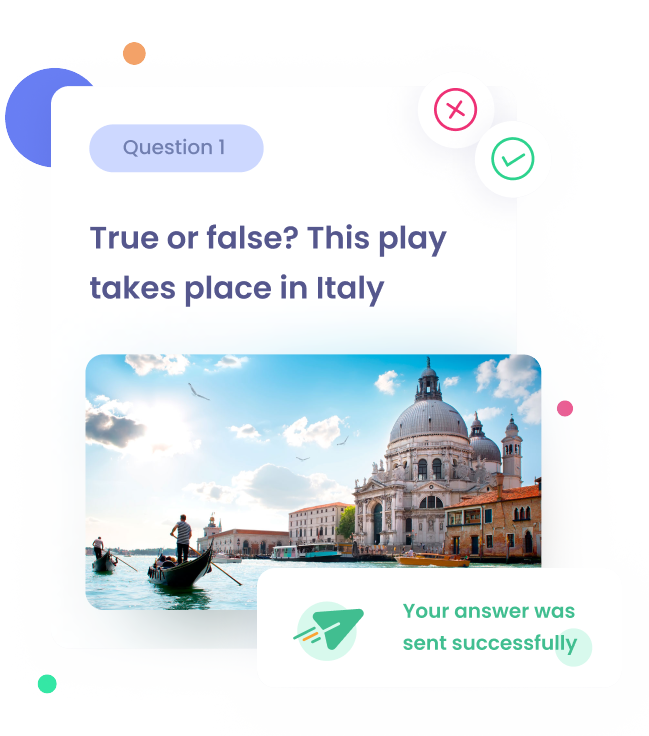 Question 1
True or false? This play
takes place in Italy
Your answer was
sent successfully